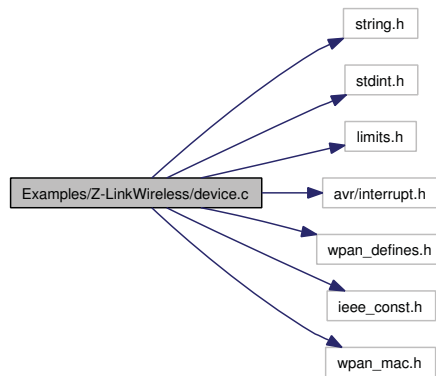 string.h
stdint.h
limits.h
Examples/Z-LinkWireless/device.c
avr/interrupt.h
wpan_defines.h
ieee_const.h
wpan_mac.h